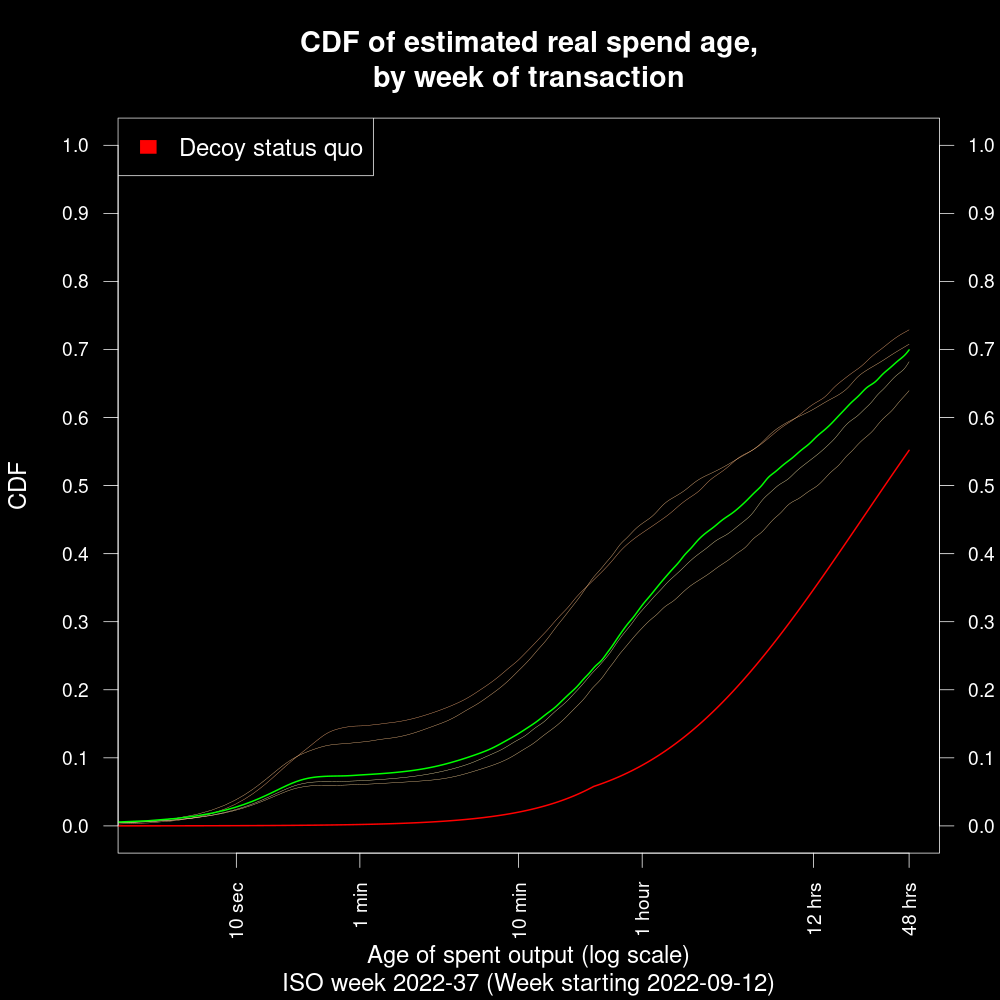 CDF of estimated real spend age,
by week of transaction
Decoy status quo
CDF
1.0
0.9
0.8
0.7
0.6
0.5
0.4
0.3
0.2
0.1
0.0
1.0
0.9
0.8
0.7
0.6
0.5
0.4
0.3
0.2
0.1
0.0
10 sec
1 min
10 min
1 hour
12 hrs
48 hrs
Age of spent output (log scale)
ISO week 2022-37 (Week starting 2022-09-12)